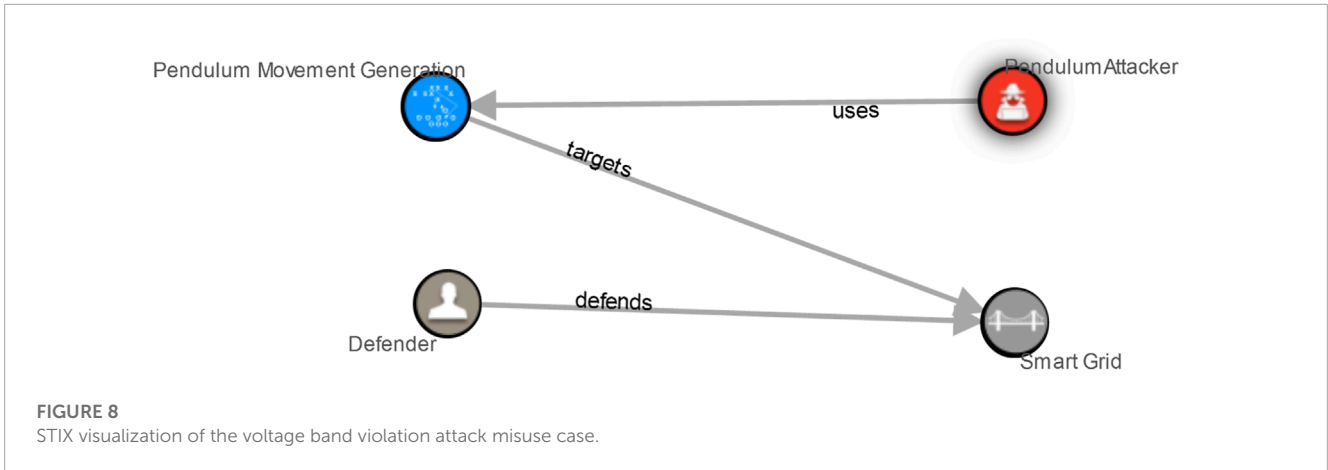 Pendulum Movement Generation
PendulumAttacker
uses
targets
defends
Defender
Smart Grid
FIGURE 8
STIX visualization of the voltage band violation attack misuse case.